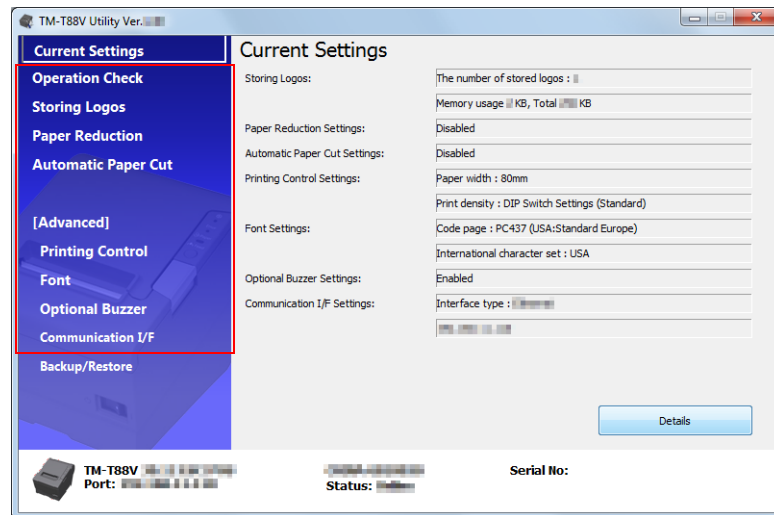 TM-T88V Utility Ver.
Current Settings
Operation Check
Storing Logos
Paper Reduction
Automatic Paper Cut
[Advanced]
Printing Control
Font
Optional Buzzer
Communication I/F
Backup/Restore
Current Settings
Storing Logos:
The number of stored logos :
Memory usage KB, Total KB
Paper Reduction Settings:
Disabled
Automatic Paper Cut Settings:
Disabled
Printing Control Settings:
Paper width : 80mm
Print density : DIP Switch Settings (Standard)
Font Settings:
Code page : PC437 (USA:Standard Europe)
International character set : USA
Optional Buzzer Settings:
Enabled
Communication I/F Settings:
Interface type :
Details
TM-T88V
Port:
Status:
Serial No: